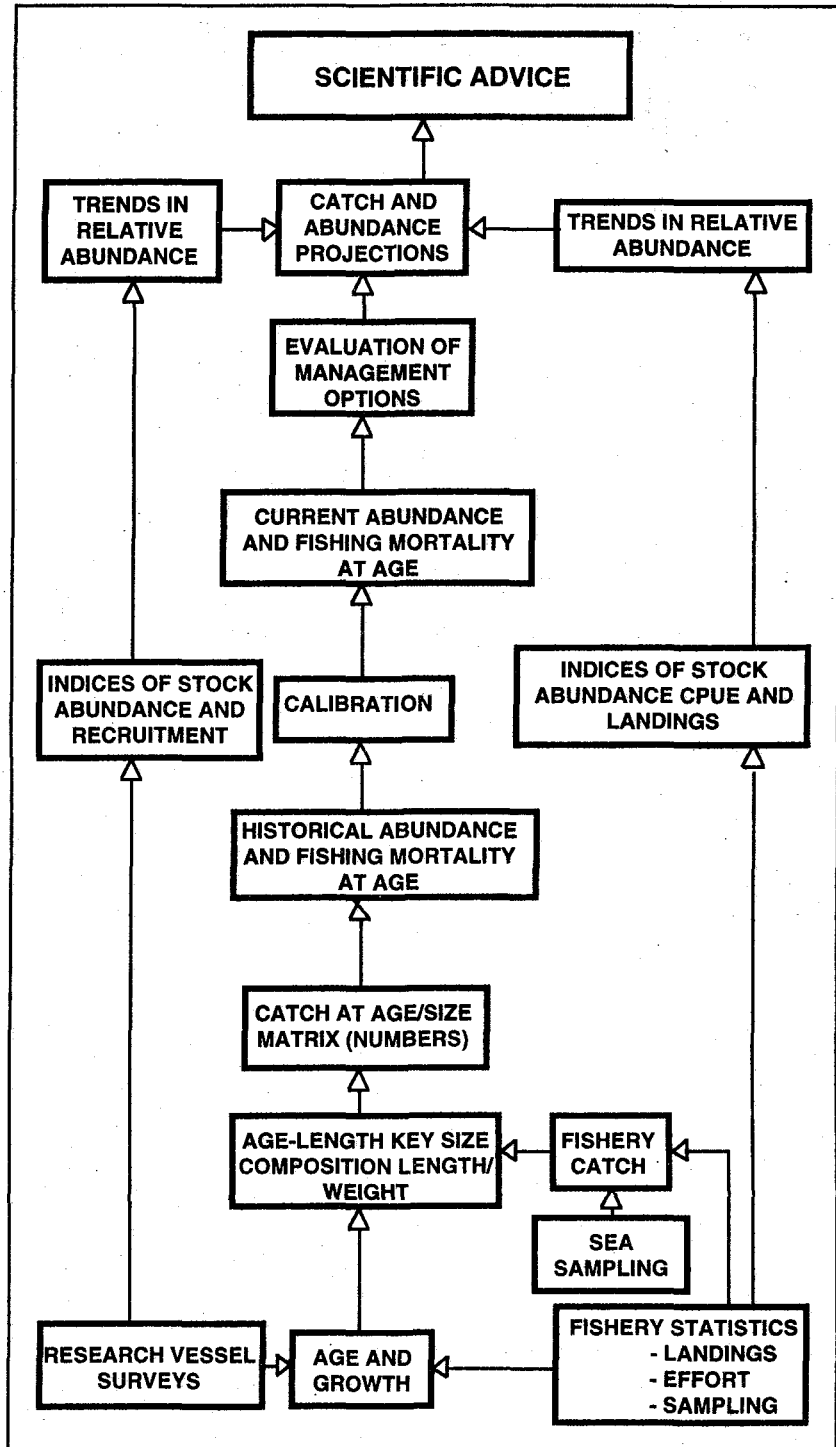 SCIENTIFIC ADVICE
TRENDS IN
RELATIVE
ABUNDANCE
CATCH AND
ABUNDANCE
PROJECTIONS
TRENDS IN RELATIVE
ABUNDANCE
EVALUATION OF
MANAGEMENT
OPTIONS
CURRENT ABUNDANCE
AND FISHING MORTALITY
AT AGE
INDICES OF STOCK
ABUNDANCE AND
RECRUITMENT
CALIBRATION
INDICES OF STOCK
ABUNDANCE CPUE AND
LANDINGS
HISTORICAL ABUNDANCE
AND FISHING MORTALITY
AT AGE
CATCH AT AGE/SIZE
MATRIX (NUMBERS)
AGE-LENGTH KEY SIZE
COMPOSITION LENGTH/
WEIGHT
FISHERY
CATCH
SEA
SAMPLING
RESEARCH VESSEL
SURVEYS
AGE AND
GROWTH
FISHERY STATISTICS
- LANDINGS
- EFFORT
- SAMPLING